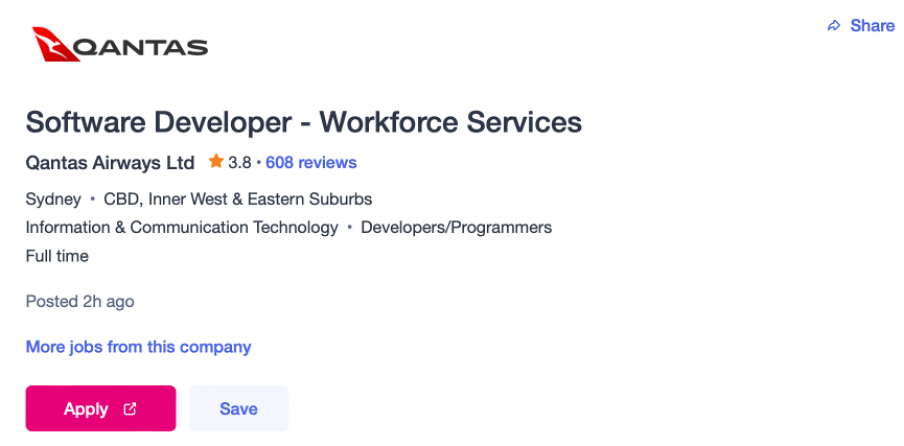 QANTAS
Share
Software Developer - Workforce Services
Qantas Airways Ltd 3.8 • 608 reviews
Sydney • CBD, Inner West & Eastern Suburbs
Information & Communication Technology • Developers/Programmers
Full time
Posted 2h ago
More jobs from this company
Apply
Save